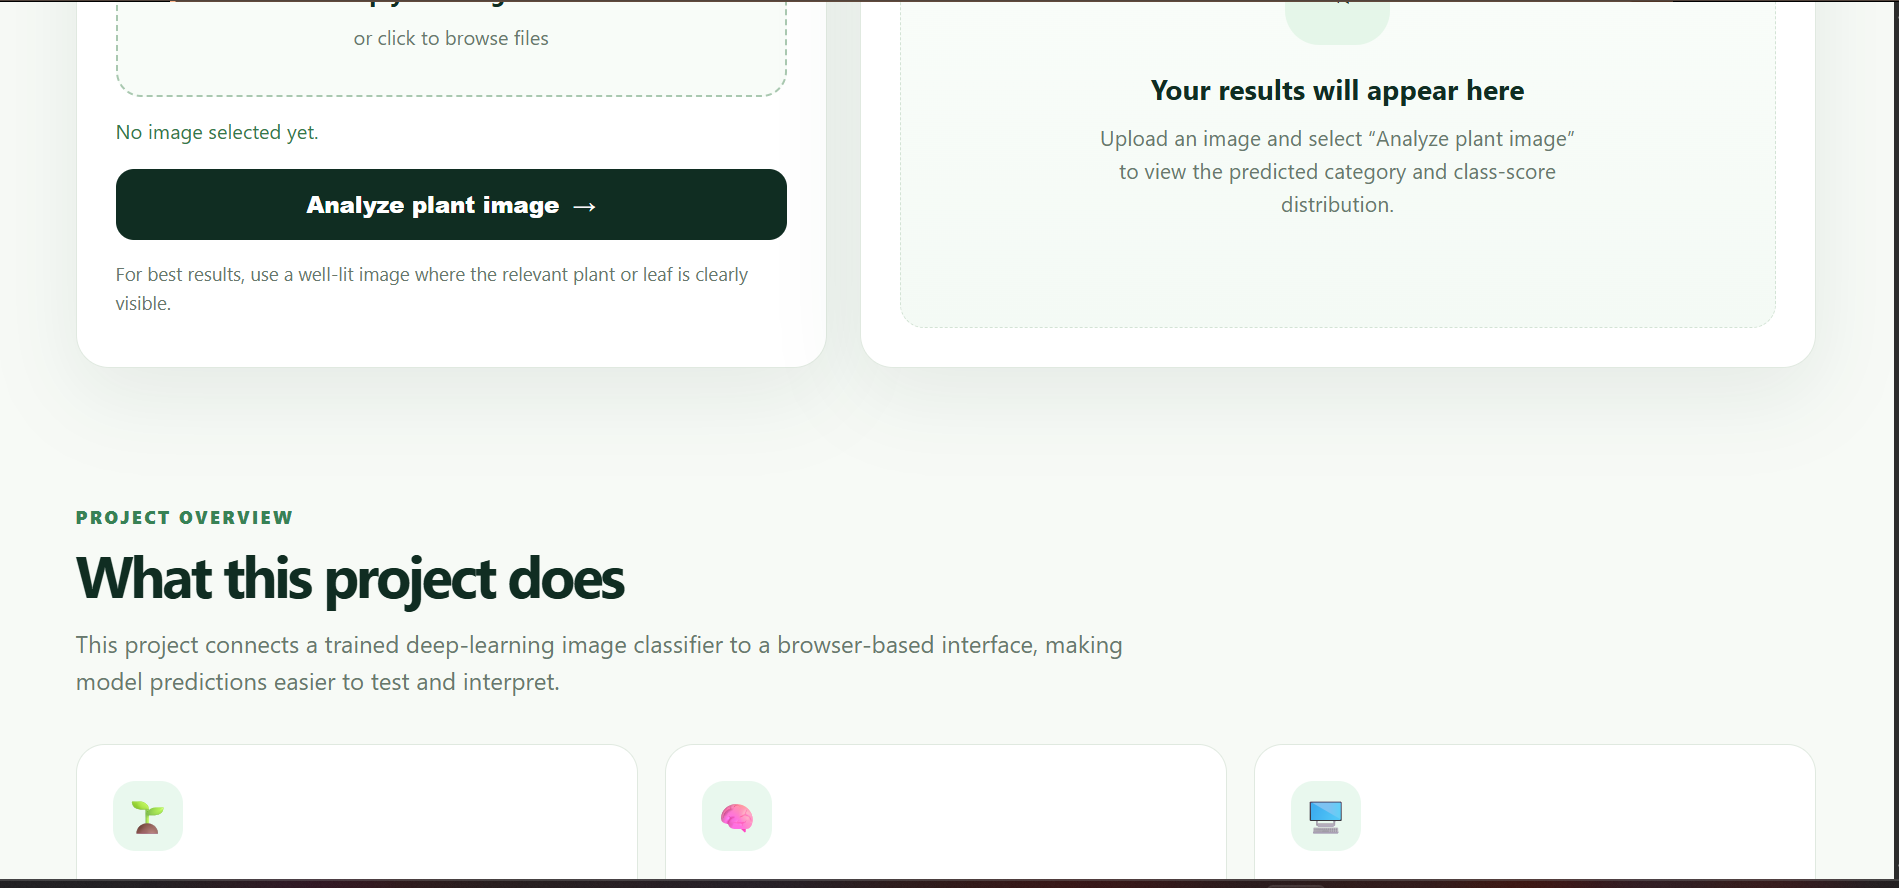 or click to browse files
No image selected yet.
Analyze plant image →
For best results, use a well-lit image where the relevant plant or leaf is clearly
visible.
Your results will appear here
Upload an image and select “Analyze plant image”
to view the predicted category and class-score
distribution.
PROJECT OVERVIEW
What this project does
This project connects a trained deep-learning image classifier to a browser-based interface, making
model predictions easier to test and interpret.